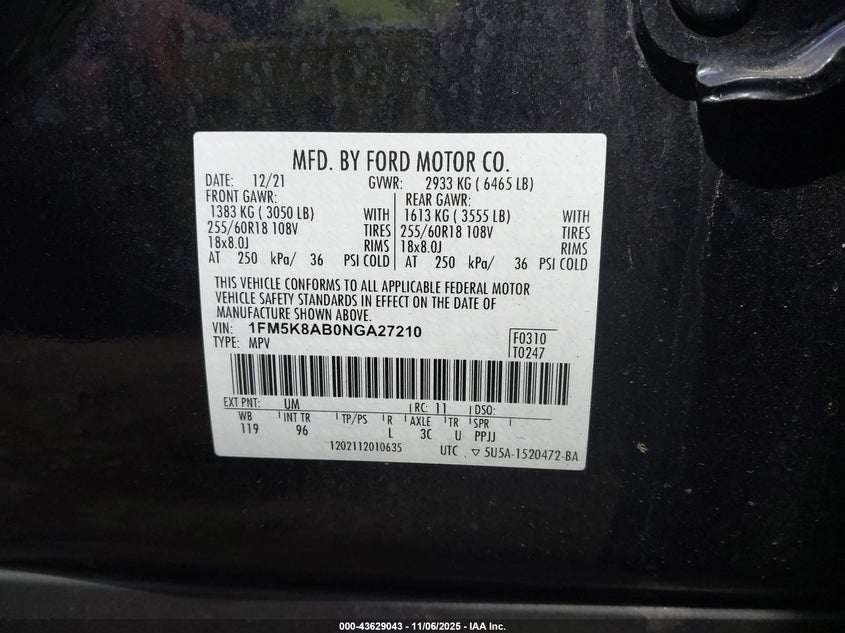 MFD. BY FORD MOTOR CO.
DATE: 12/21 GVWR: 2933 KG ( 6465 LB)
FRONT GAWR: REAR GAWR:
1383 KG ( 3050 LB) WITH 1613 KG ( 3555 LB) WITH
255/60R18 108V TIRES 255/60R18 108V TIRES
18x8.0J RIMS 18x8.0J RIMS
AT 250 kPa/ 36 PSI COLD AT 250 kPa/ 36 PSI COLD
THIS VEHICLE CONFORMS TO ALL APPLICABLE FEDERAL MOTOR
VEHICLE SAFETY STANDARDS IN EFFECT ON THE DATE OF
MANUFACTURE SHOWN ABOVE.
VIN: 1FM5K8AB0NGA27210 F0310
TYPE: MPV T0247
EXT PNT: UM RC: 11 DSO:
WB INT TR TP/PS R AXLE TR SPR
119 96 L 3C U PPJJ
1202112010635 UTC ▽ 5U5A-1520472-BA
000-43629043 - 11/06/2025 - IAA Inc.